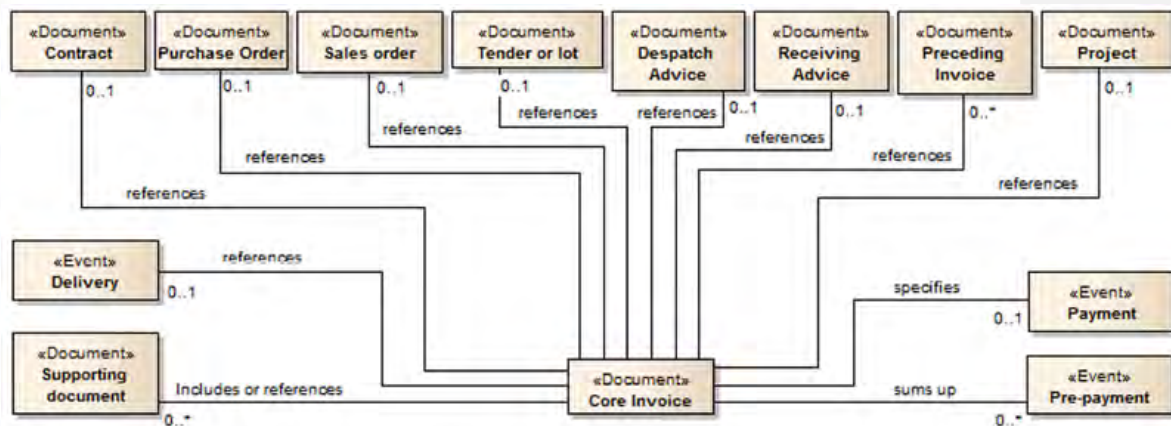 «Document»
Contract
«Document»
Purchase Order
«Document»
Sales order
«Document»
Tender or lot
«Document»
Despatch
Advice
«Document»
Receiving
Advice
«Document»
Preceding
Invoice
«Document»
Project
0..1
0..1
0..1
0..1
0..1
0..1
0..*
0..1
references
references
references
references
references
references
references
references
«Event»
Delivery
0..1
references
«Document»
Supporting
document
0..*
Includes or references
«Document»
Core Invoice
specifies
0..1
«Event»
Payment
sums up
0..*
«Event»
Pre-payment